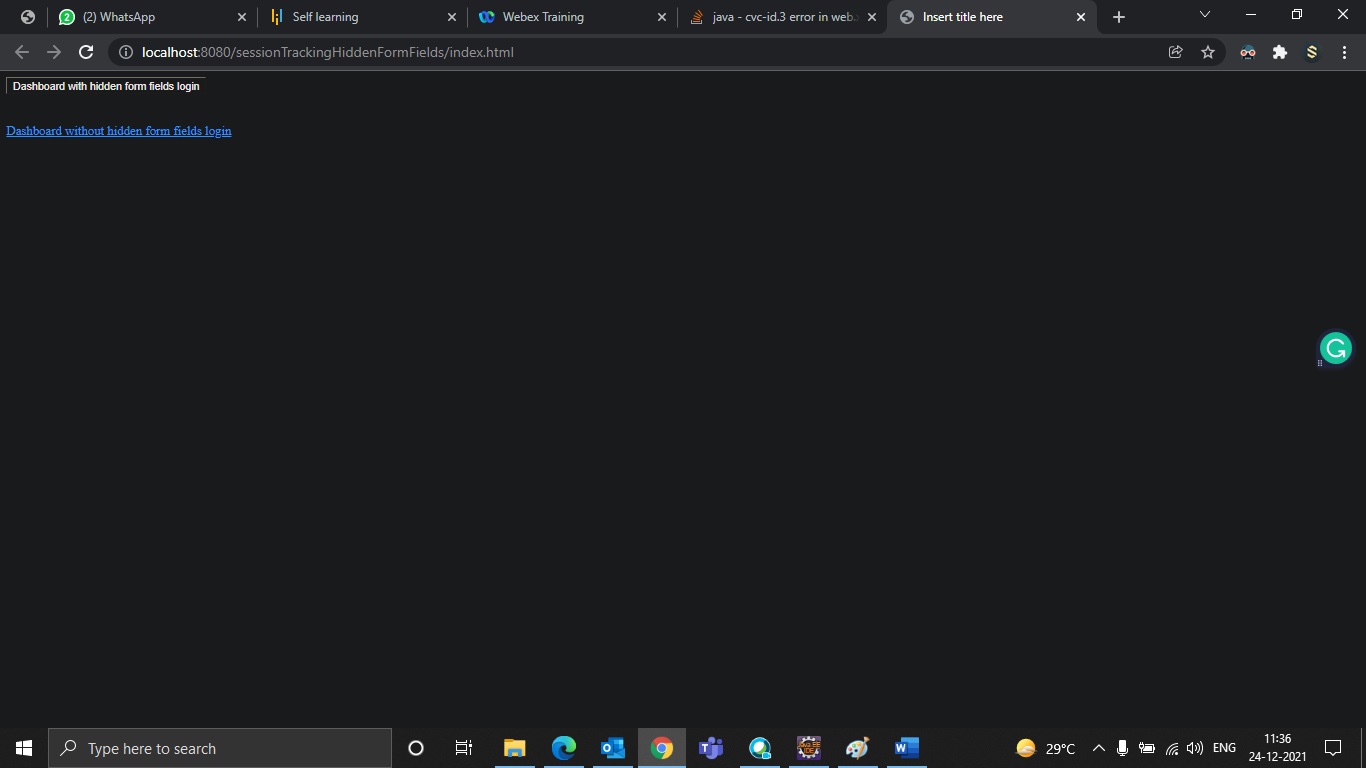 (2) WhatsApp
Self learning
Webex Training
java - cvc-id.3 error in web.
Insert title here
localhost:8080/sessionTrackingHiddenFormFields/index.html
Dashboard with hidden form fields login
Dashboard without hidden form fields login
Type here to search
29°C
ENG
11:36
24-12-2021